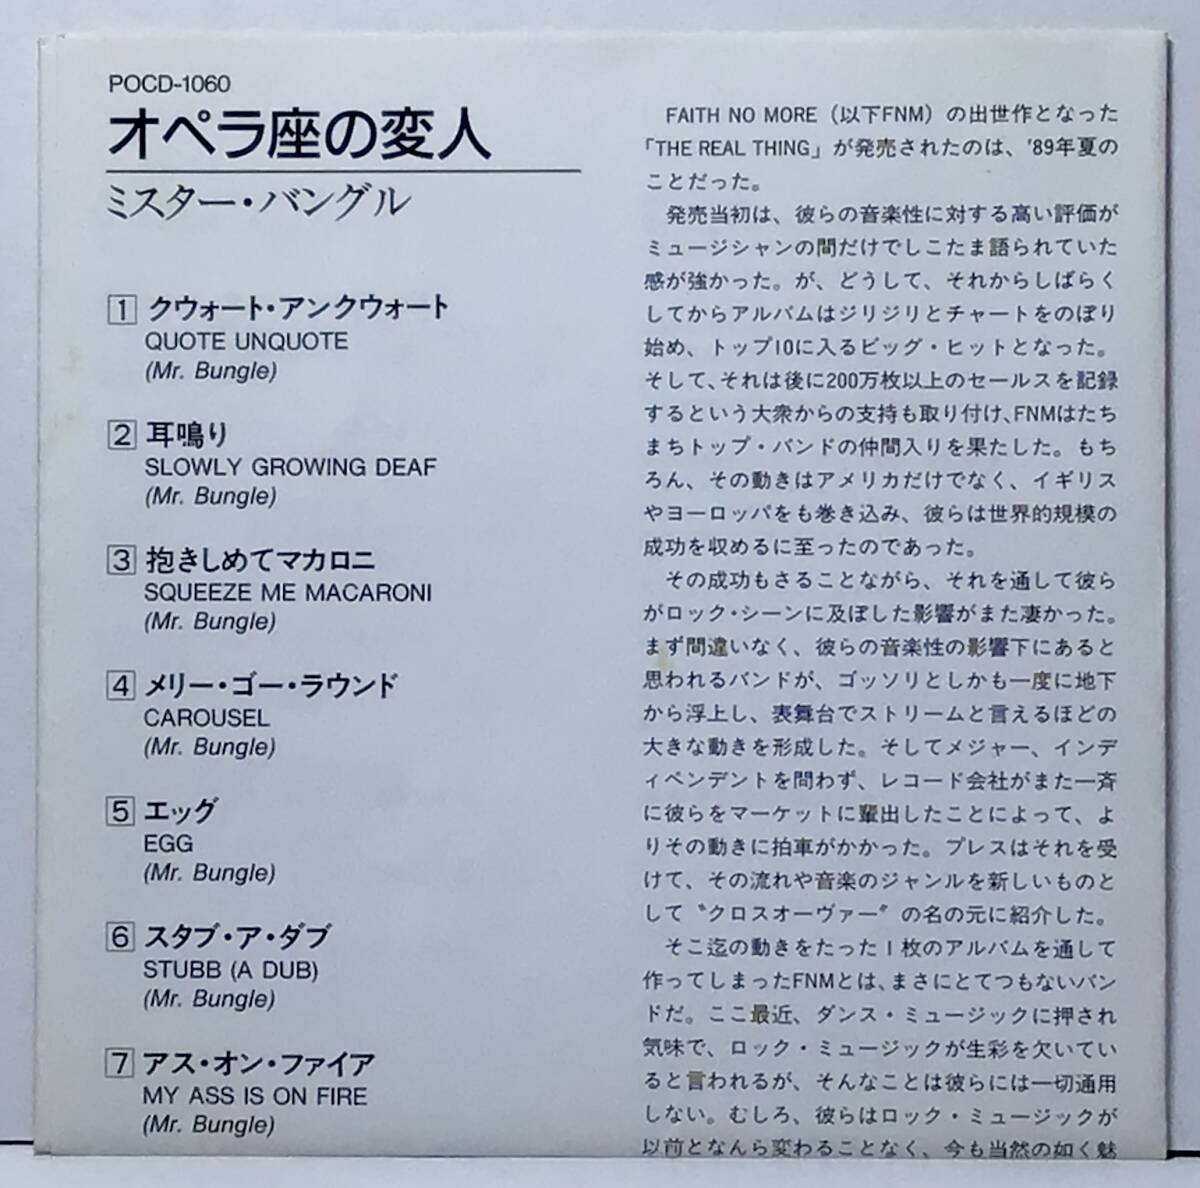 POCD-1060
オペラ座の変人
ミスター・バングル
1 クウォート・アンクウォート
QUOTE UNQUOTE
(Mr. Bungle)
2 耳鳴り
SLOWLY GROWING DEAF
(Mr. Bungle)
3 抱きしめてマカロニ
SQUEEZE ME MACARONI
(Mr. Bungle)
4 メリー・ゴー・ラウンド
CAROUSEL
(Mr. Bungle)
5 エッグ
EGG
(Mr. Bungle)
6 スタブ・ア・ダブ
STUBB (A DUB)
(Mr. Bungle)
7 アス・オン・ファイア
MY ASS IS ON FIRE
(Mr. Bungle)
FAITH NO MORE（以下FNM）の出世作となった
「THE REAL THING」が発売されたのは、'89年夏の
ことだった。
発売当初は、彼らの音楽性に対する高い評価が
ミュージシャンの間だけでしこたま語られていた
感が強かった。が、どうして、それからしばらく
してからアルバムはジリジリとチャートをのぼり
始め、トップ10に入るビッグ・ヒットとなった。
そして、それは後に200万枚以上のセールスを記録
するという大衆からの支持も取り付け、FNMはたち
まちトップ・バンドの仲間入りを果たした。もち
ろん、その動きはアメリカだけでなく、イギリス
やヨーロッパをも巻き込み、彼らは世界的規模の
成功を収めるに至ったのであった。
その成功もさることながら、それを通して彼ら
がロック・シーンに及ぼした影響がまた凄かった。
まず間違いなく、彼らの音楽性の影響下にあると
思われるバンドが、ゴッソリとしかも一度に地下
から浮上し、表舞台でストリームと言えるほどの
大きな動きを形成した。そしてメジャー、インデ
ィペンデントを問わず、レコード会社がまた一斉
に彼らをマーケットに輩出したことによって、よ
りその動きに拍車がかかった。プレスはそれを受
けて、その流れや音楽のジャンルを新しいものと
して〝クロスオーヴァー〟の名の元に紹介した。
そこ迄の動きをたった1枚のアルバムを通して
作ってしまったFNMとは、まさにとてつもないバン
ドだ。ここ最近、ダンス・ミュージックに押され
気味で、ロック・ミュージックが生彩を欠いてい
ると言われるが、そんなことは彼らには一切通用
しない。むしろ、彼らはロック・ミュージックが
以前となんら変わることなく、今も当然の如く魅